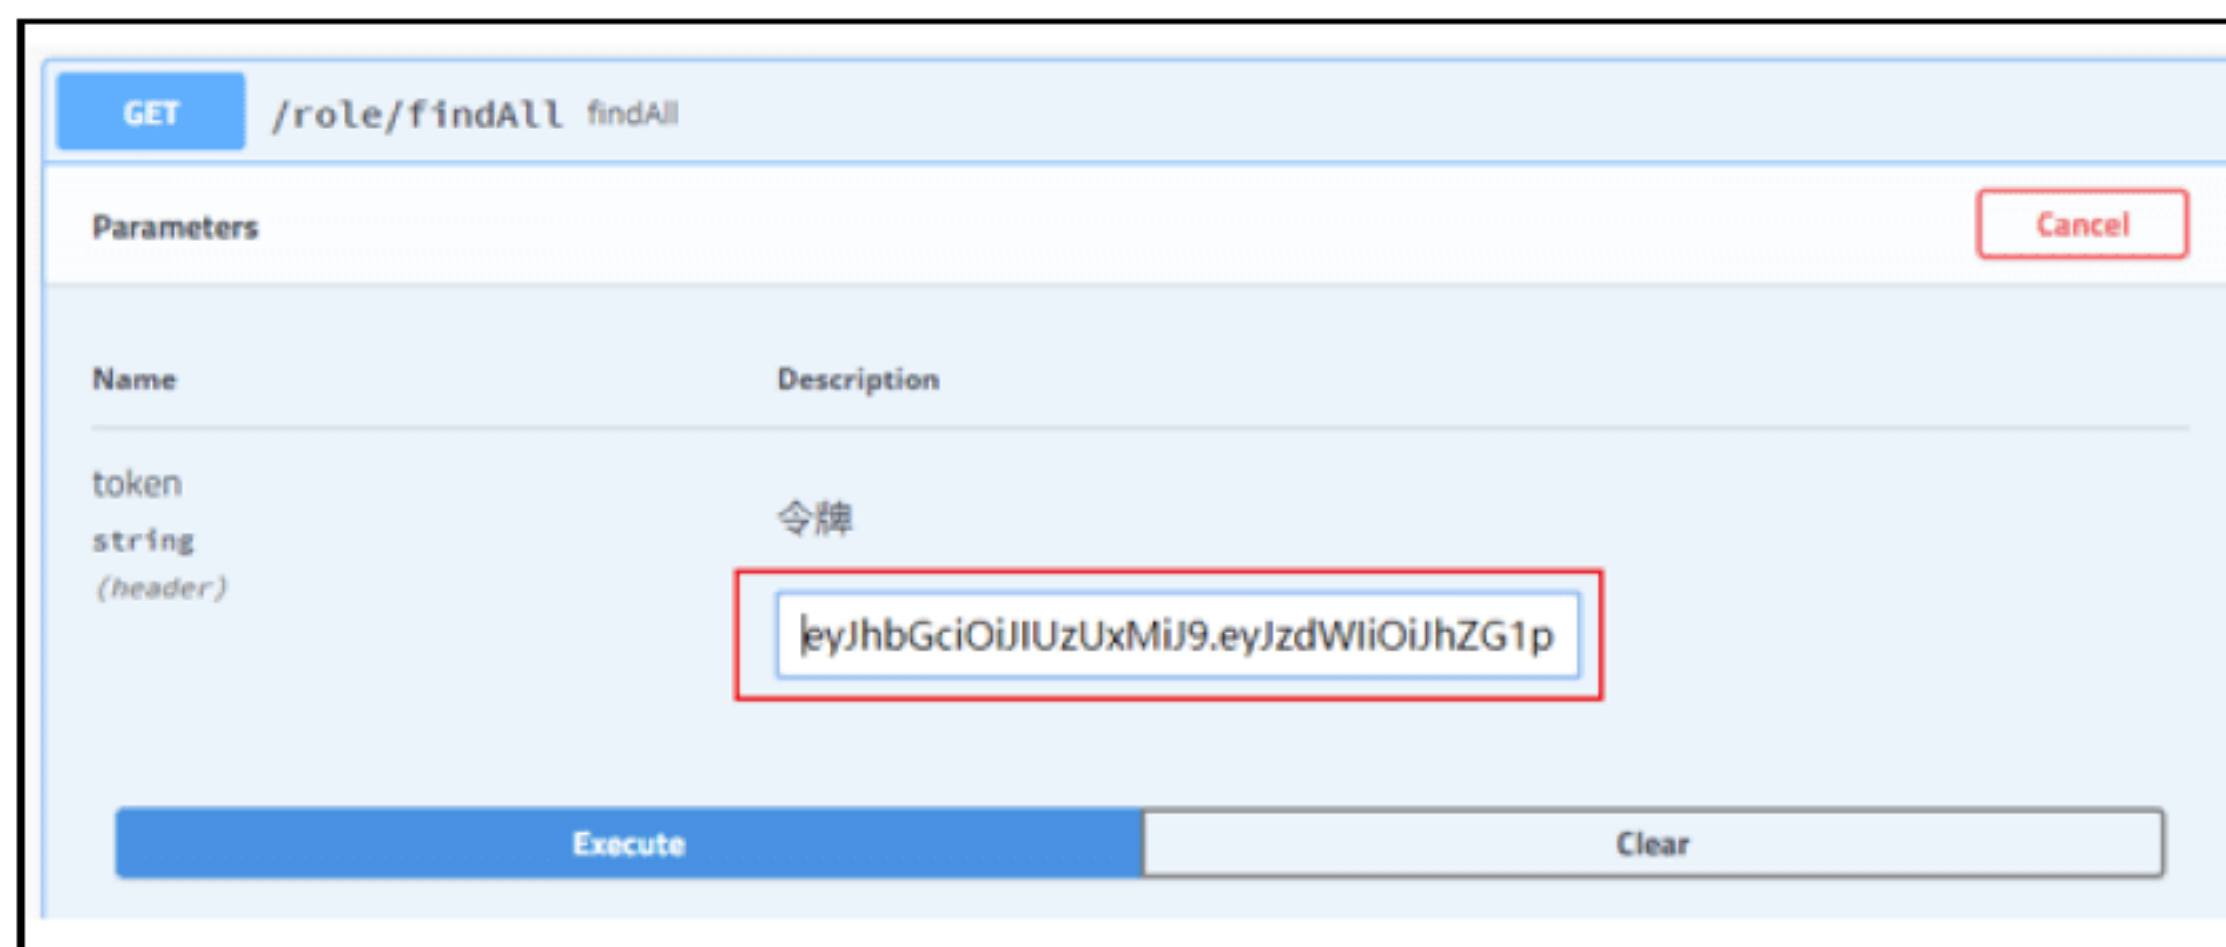 GET /role/findAll findAll
Parameters Cancel
Name Description
token
string
(header)
令牌
eyJhbGciOiJIUzUxMiJ9.eyJzdWIiOiJhZG1p
Execute Clear